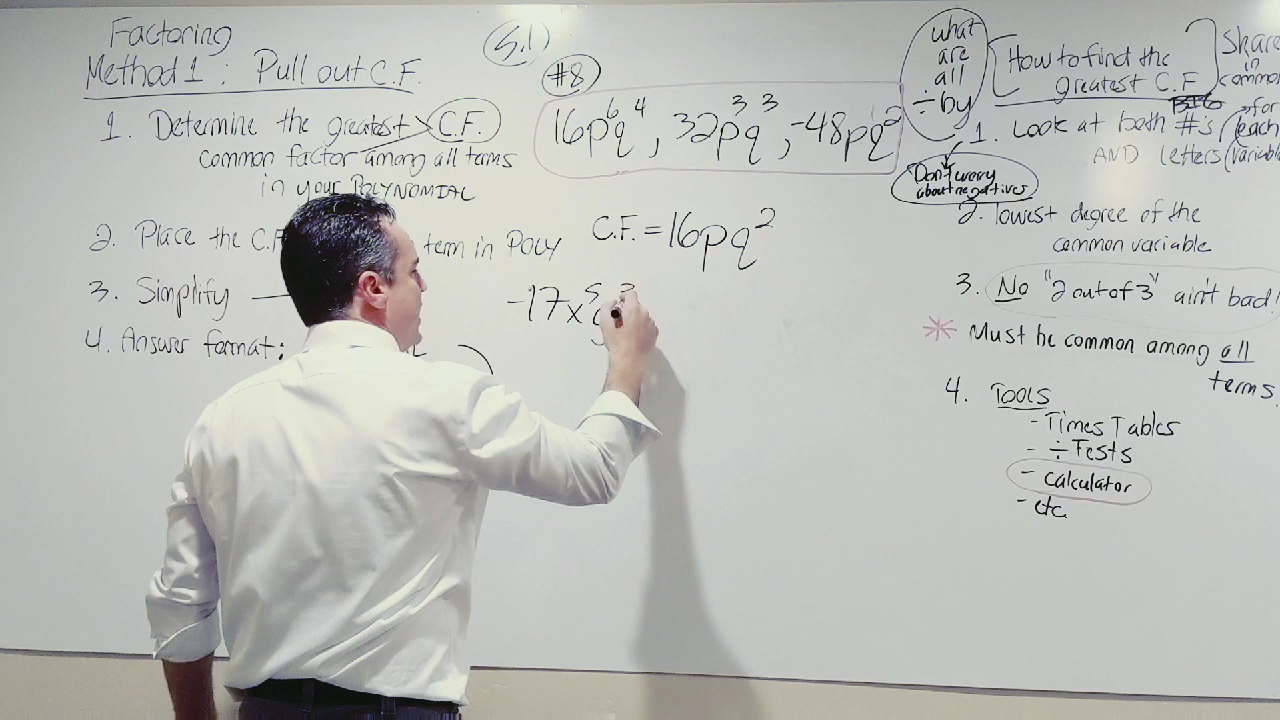 Factoring
Method 1: Pull out C.F.
1. Determine the greatest C.F.
common factor among all terms
in your POLYNOMIAL
2. Place the C.F. term in POLY
3. Simplify
4. Answer format:
5.1
#8
16p⁶q⁴, 32p³q³, -48pq²
C.F. = 16pq²
-17x⁵
what
are
all
÷ by
How to find the
greatest C.F.
BIG
Share
in
common
1. Look at both #'s
AND letters
for
each
variable
Don't worry
about negatives
2. lowest degree of the
common variable
3. No "2 out of 3" ain't bad!
* Must be common among all
terms.
4. TOOLS
- Times Tables
- ÷ Tests
- calculator
- etc.